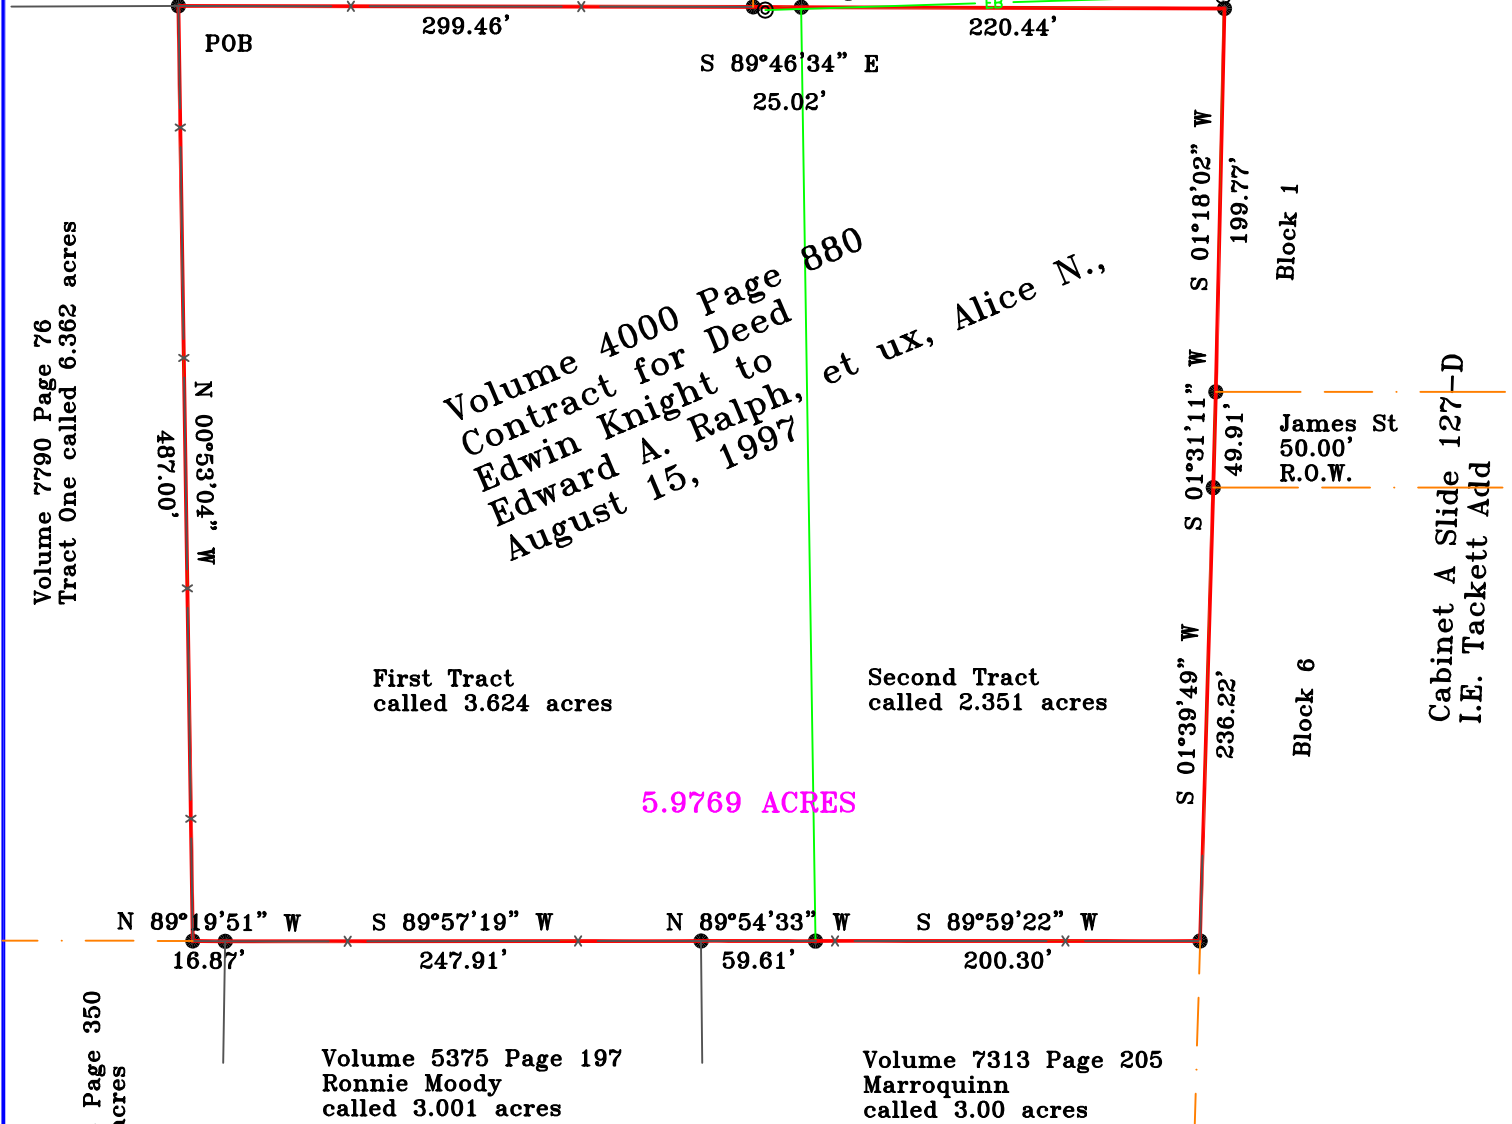 299.46'
EB
220.44'
POB
S 89°46'34" E
25.02'
S 01°18'02" W
199.77'
Block 1
Volume 7790 Page 76
Tract One called 6.362 acres
N 00°53'04" W
487.00'
Volume 4000 Page 880
Contract for Deed
Edwin Knight to
Edward A. Ralph, et ux, Alice N.,
August 15, 1997
S 01°31'11" W
49.91'
James St
50.00'
R.O.W.
Cabinet A Slide 127-D
I.E. Tackett Add
First Tract
called 3.624 acres
Second Tract
called 2.351 acres
S 01°39'49" W
236.22'
Block 6
5.9769 ACRES
N 89°19'51" W
S 89°57'19" W
N 89°54'33" W
S 89°59'22" W
16.87'
247.91'
59.61'
200.30'
Page 350
acres
Volume 5375 Page 197
Ronnie Moody
called 3.001 acres
Volume 7313 Page 205
Marroquinn
called 3.00 acres